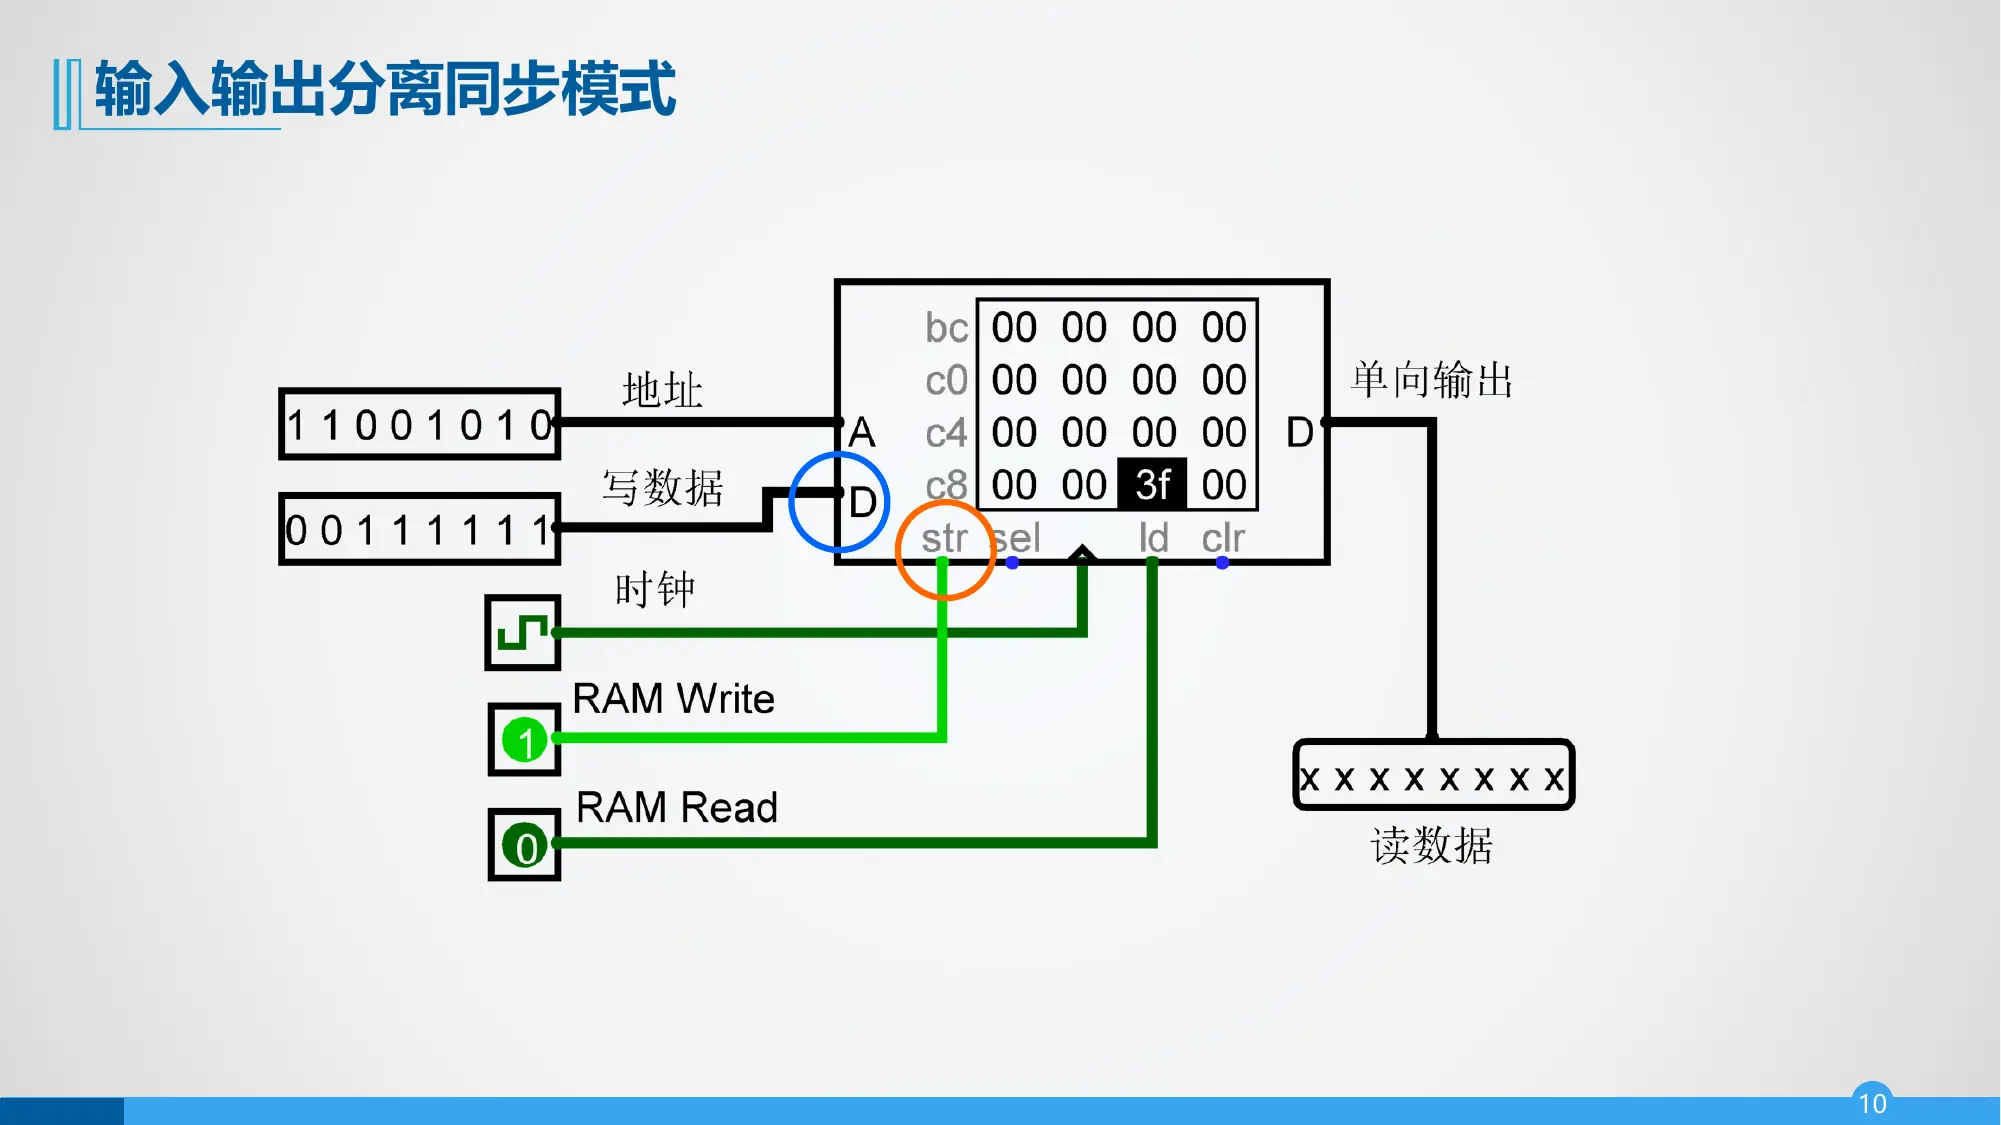 输入输出分离同步模式
bc 00 00 00 00
c0 00 00 00 00
c4 00 00 00 00
c8 00 00 3f 00
A
D
D
str sel ld clr
地址
1 1 0 0 1 0 1 0
写数据
0 0 1 1 1 1 1 1
时钟
RAM Write
1
RAM Read
0
单向输出
x x x x x x x x
读数据
10